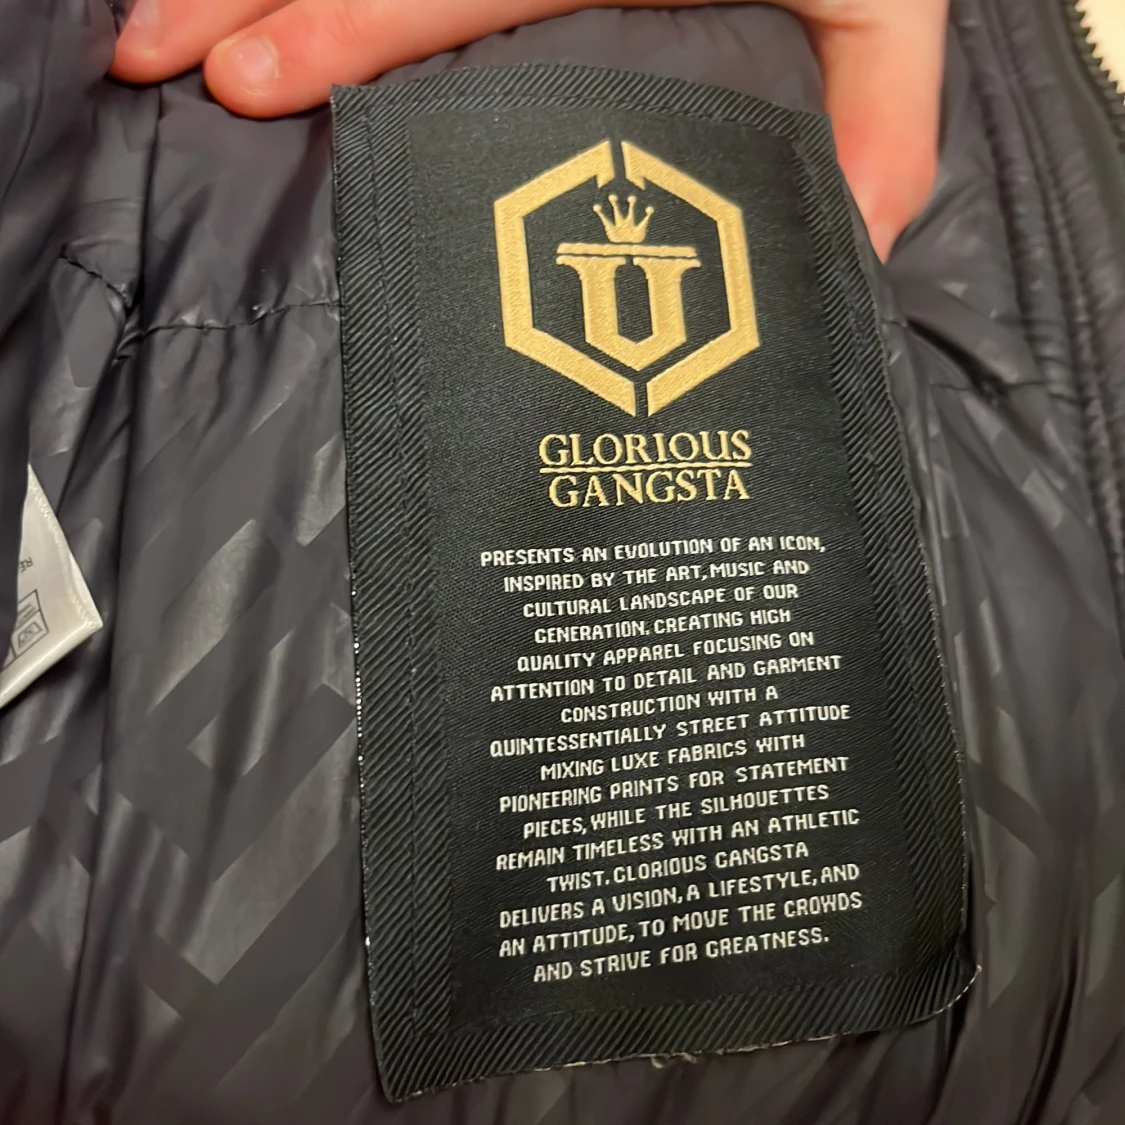 U
GLORIOUS
GANGSTA
PRESENTS AN EVOLUTION OF AN ICON,
INSPIRED BY THE ART, MUSIC AND
CULTURAL LANDSCAPE OF OUR
GENERATION. CREATING HIGH
QUALITY APPAREL FOCUSING ON
ATTENTION TO DETAIL AND GARMENT
CONSTRUCTION WITH A
QUINTESSENTIALLY STREET ATTITUDE
MIXING LUXE FABRICS WITH
PIONEERING PRINTS FOR STATEMENT
PIECES, WHILE THE SILHOUETTES
REMAIN TIMELESS WITH AN ATHLETIC
TWIST. GLORIOUS GANGSTA
DELIVERS A VISION, A LIFESTYLE, AND
AN ATTITUDE, TO MOVE THE CROWDS
AND STRIVE FOR GREATNESS.